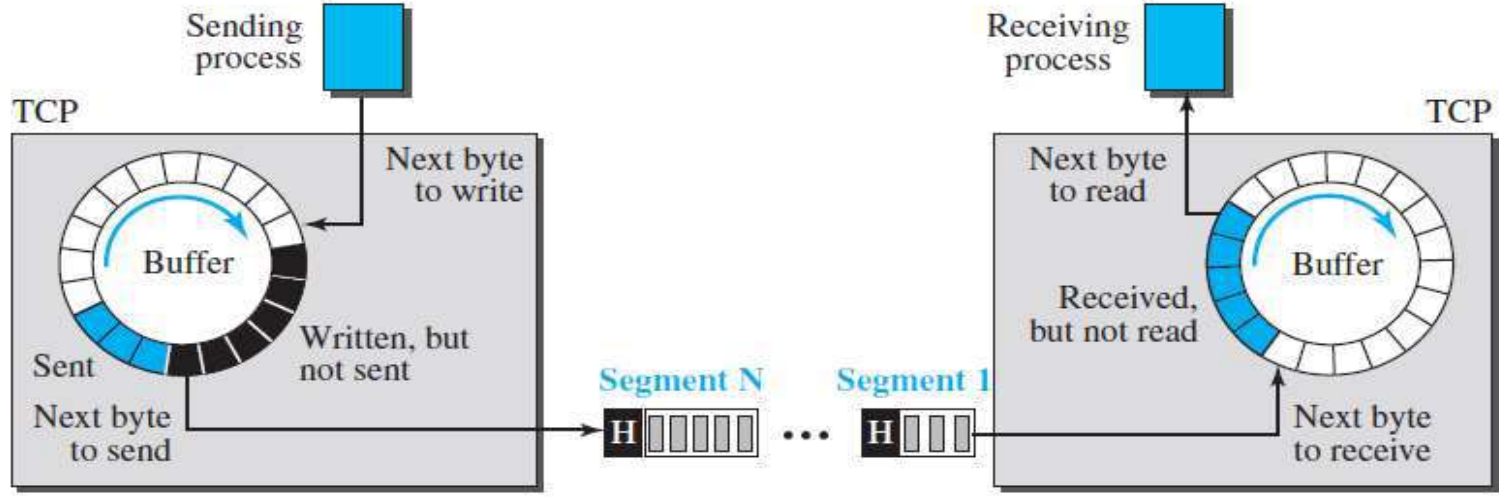 Sending
process
Receiving
process
TCP
TCP
Next byte
to write
Next byte
to read
Buffer
Buffer
Written, but
not sent
Received,
but not read
Sent
Segment N
Segment 1
Next byte
to send
H
...
H
Next byte
to receive